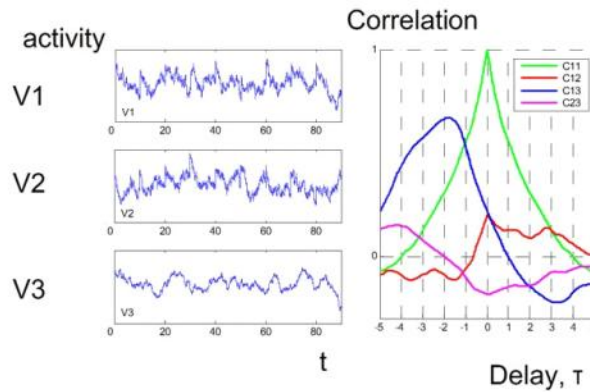 activity
Correlation
V1
V1
0 20 40 60 80
V2
V2
0 20 40 60 80
V3
V3
0 20 40 60 80
t
1
0
C11
C12
C13
C23
-5 -4 -3 -2 -1 0 1 2 3 4
Delay, τ